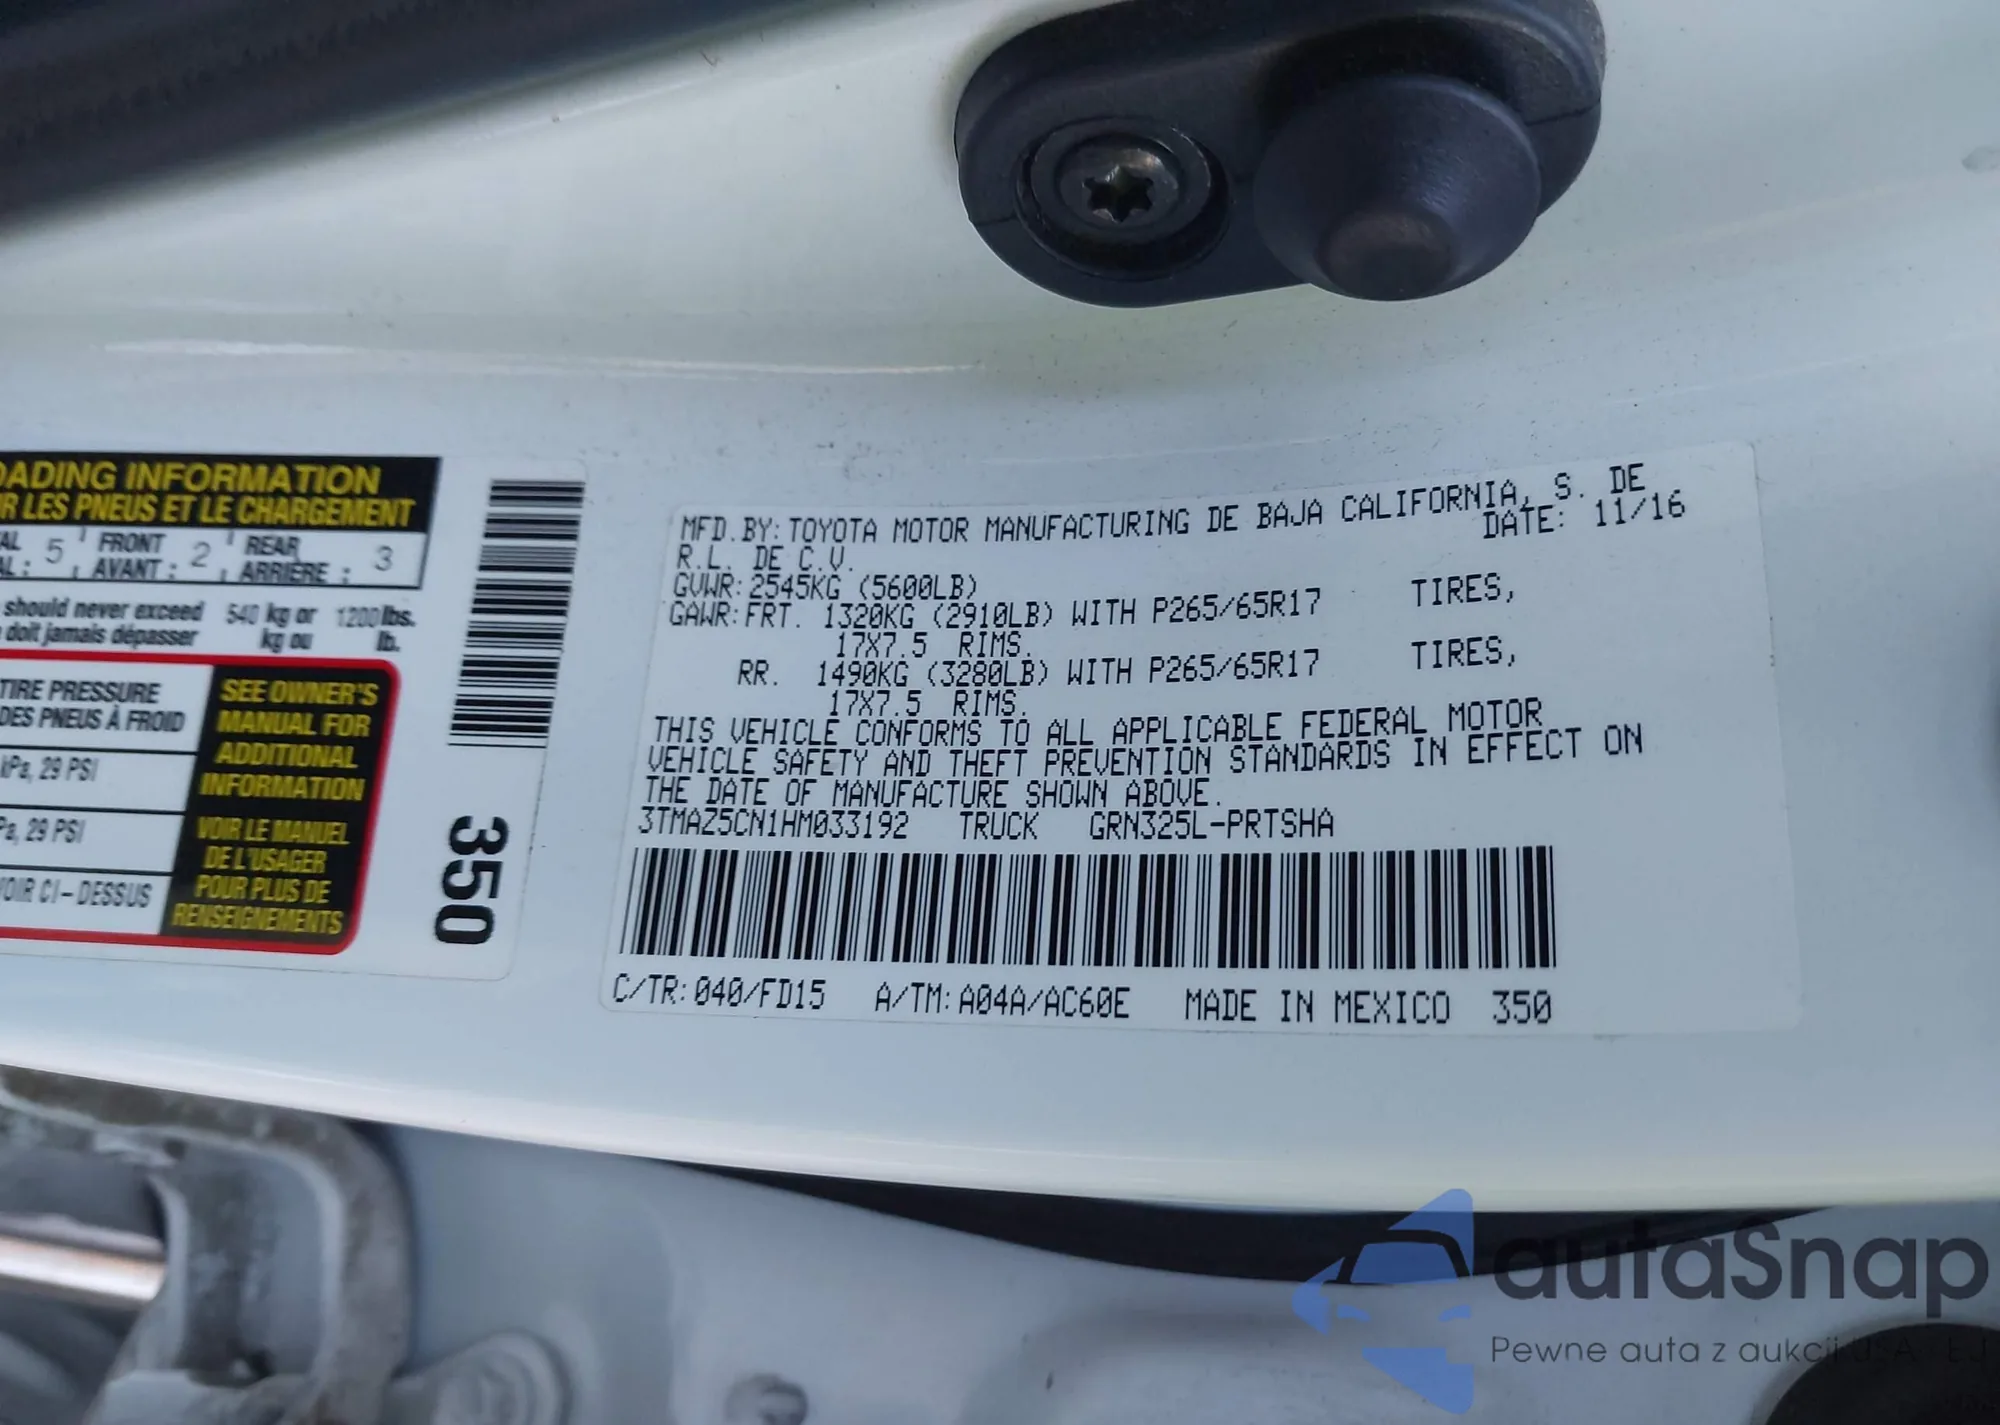 ADING INFORMATION
R LES PNEUS ET LE CHARGEMENT
AL 5 FRONT 2 REAR 3
AL: AVANT: ARRIÈRE:
should never exceed 540 kg or 1200 lbs.
doit jamais dépasser kg ou lb.
TIRE PRESSURE
DES PNEUS À FROID
kPa, 29 PSI
Pa, 29 PSI
VOIR CI-DESSUS
SEE OWNER'S
MANUAL FOR
ADDITIONAL
INFORMATION
VOIR LE MANUEL
DE L'USAGER
POUR PLUS DE
RENSEIGNEMENTS
350
MFD.BY:TOYOTA MOTOR MANUFACTURING DE BAJA CALIFORNIA, S. DE
R.L. DE C.V. DATE: 11/16
GVWR:2545KG (5600LB)
GAWR:FRT. 1320KG (2910LB) WITH P265/65R17 TIRES,
17X7.5 RIMS.
RR. 1490KG (3280LB) WITH P265/65R17 TIRES,
17X7.5 RIMS.
THIS VEHICLE CONFORMS TO ALL APPLICABLE FEDERAL MOTOR
VEHICLE SAFETY AND THEFT PREVENTION STANDARDS IN EFFECT ON
THE DATE OF MANUFACTURE SHOWN ABOVE.
3TMAZ5CN1HM033192 TRUCK GRN325L-PRTSHA
C/TR:040/FD15 A/TM:A04A/AC60E MADE IN MEXICO 350
autaSnap
Pewne auta z aukcji